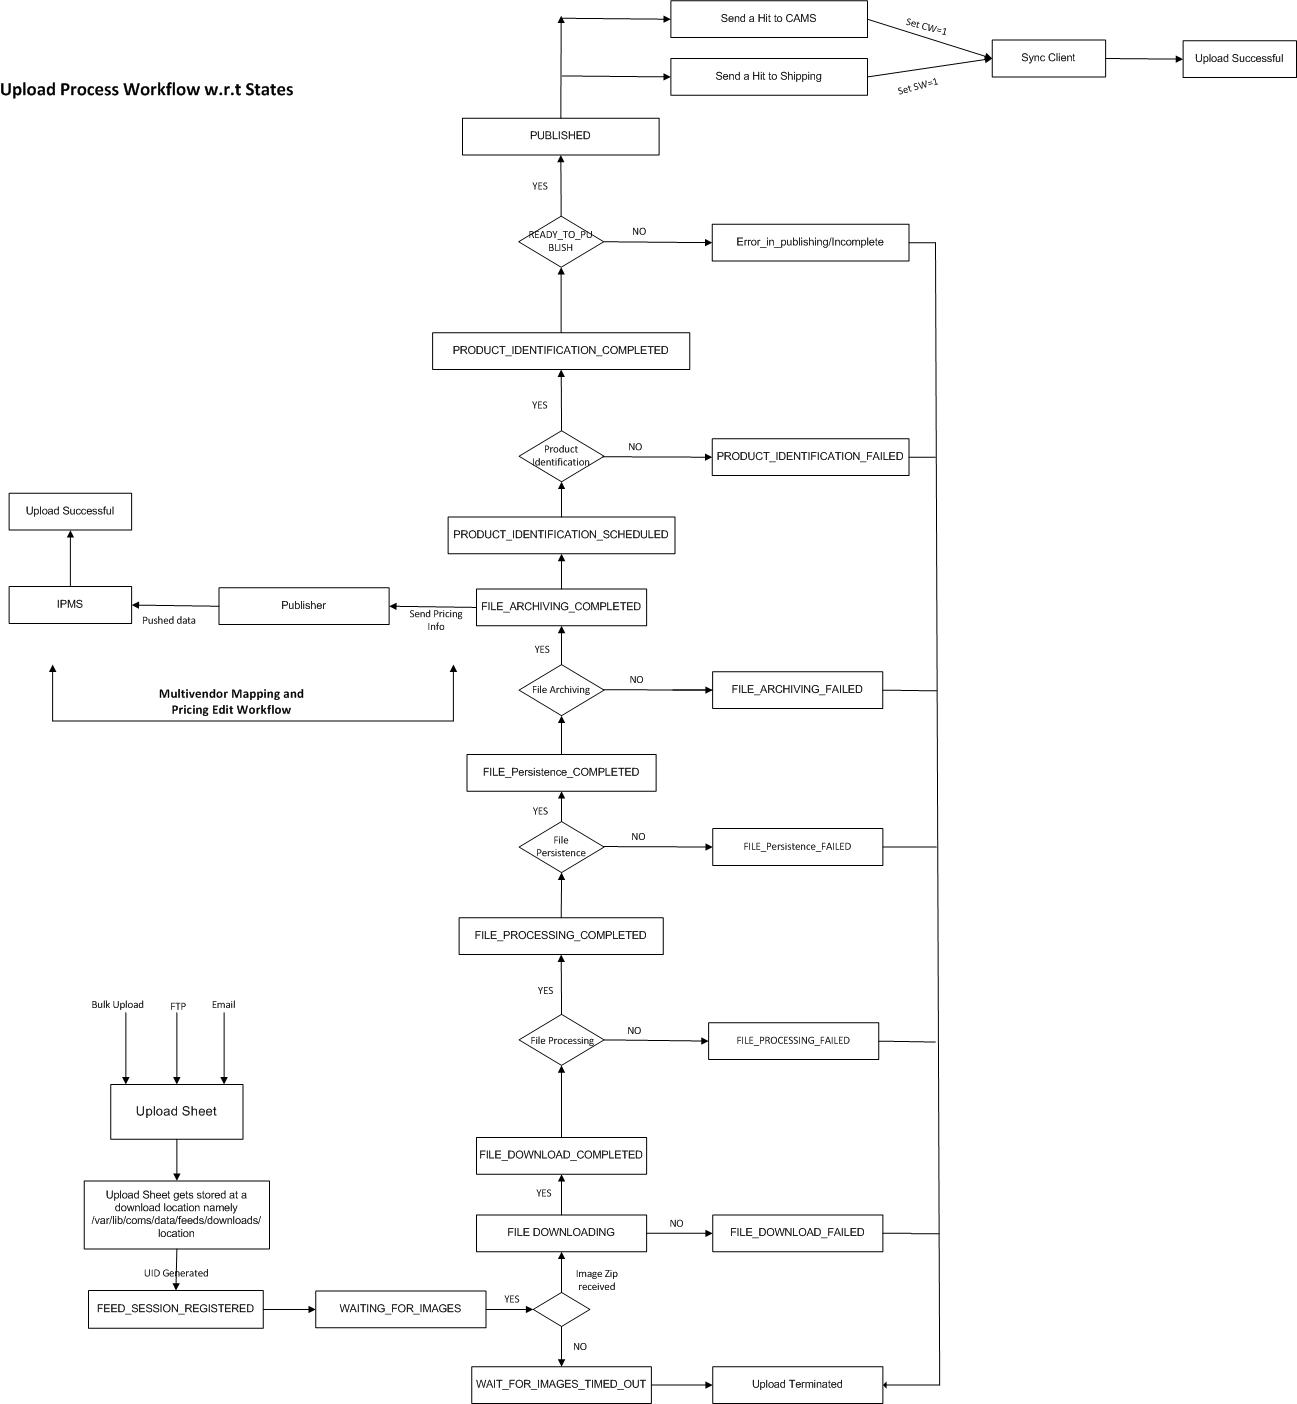 Send a Hit to CAMS
Set CW=1
Sync Client
Upload Successful
Send a Hit to Shipping
Set SW=1
Upload Process Workflow w.r.t States
PUBLISHED
YES
READY_TO_PU
BLISH
NO
Error_in_publishing/Incomplete
PRODUCT_IDENTIFICATION_COMPLETED
YES
Product
Identification
NO
PRODUCT_IDENTIFICATION_FAILED
Upload Successful
PRODUCT_IDENTIFICATION_SCHEDULED
IPMS
Pushed data
Publisher
Send Pricing
Info
FILE_ARCHIVING_COMPLETED
YES
Multivendor Mapping and
Pricing Edit Workflow
File Archiving
NO
FILE_ARCHIVING_FAILED
FILE_Persistence_COMPLETED
YES
File
Persistence
NO
FILE_Persistence_FAILED
FILE_PROCESSING_COMPLETED
YES
File Processing
NO
FILE_PROCESSING_FAILED
Bulk Upload
FTP
Email
Upload Sheet
FILE_DOWNLOAD_COMPLETED
YES
Upload Sheet gets stored at a
download location namely
/var/lib/coms/data/feeds/downloads/
location
FILE DOWNLOADING
NO
FILE_DOWNLOAD_FAILED
UID Generated
Image Zip
received
FEED_SESSION_REGISTERED
WAITING_FOR_IMAGES
YES
NO
WAIT_FOR_IMAGES_TIMED_OUT
Upload Terminated